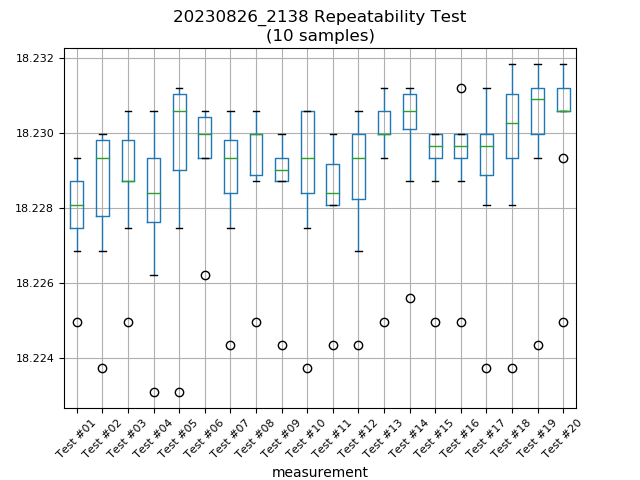 20230826_2138 Repeatability Test
(10 samples)
18.232
18.230
18.228
18.226
18.224
Test #01
Test #02
Test #03
Test #04
Test #05
Test #06
Test #07
Test #08
Test #09
Test #10
Test #11
Test #12
Test #13
Test #14
Test #15
Test #16
Test #17
Test #18
Test #19
Test #20
measurement